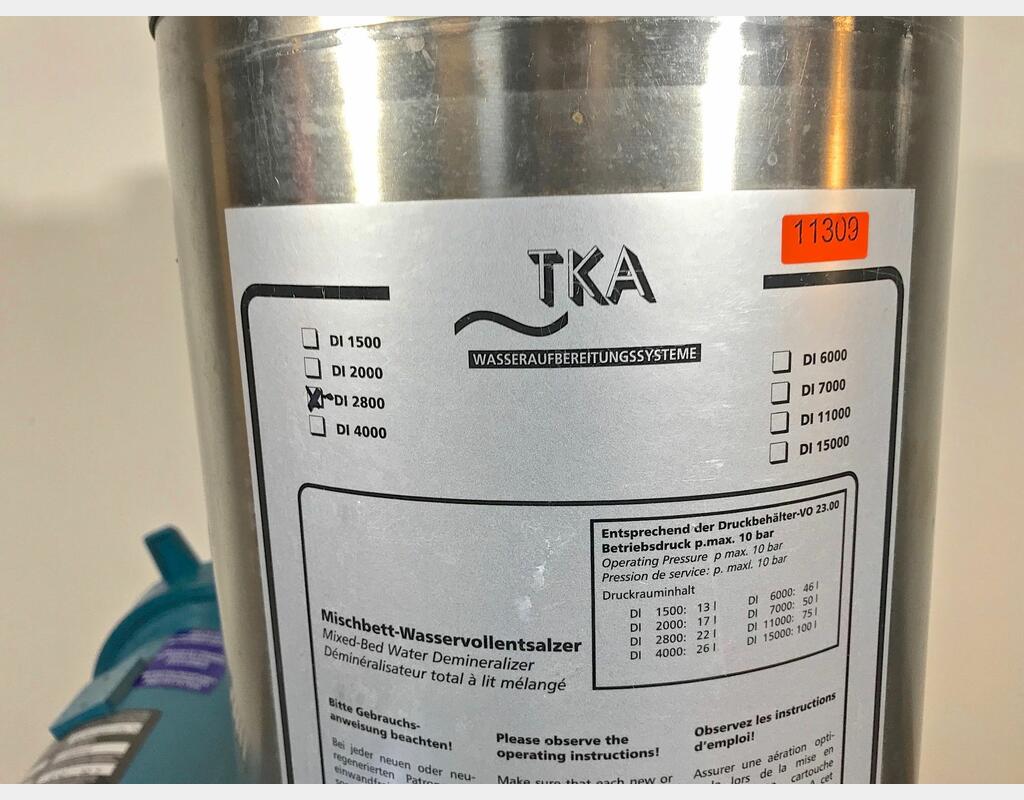 11309
TKA
WASSERAUFBEREITUNGSSYSTEME
DI 1500
DI 2000
DI 2800
DI 4000
DI 6000
DI 7000
DI 11000
DI 15000
Entsprechend der Druckbehälter-VO 23.00
Betriebsdruck p.max. 10 bar
Operating Pressure p max. 10 bar
Pression de service: p. maxl. 10 bar
Druckrauminhalt
DI 1500: 13 l
DI 2000: 17 l
DI 2800: 22 l
DI 4000: 26 l
DI 6000: 46 l
DI 7000: 50 l
DI 11000: 75 l
DI 15000: 100 l
Mischbett-Wasservollentsalzer
Mixed-Bed Water Demineralizer
Déminéralisateur total à lit mélangé
Bitte Gebrauchs-
anweisung beachten!
Bei jeder neuen oder neu-
regenerierten Patro
einwandf
Please observe the
operating instructions!
Make sure that each new or
Observez les instructions
d'emploi!
Assurer une aération opti-
lors de la mise en
cartouche
cet